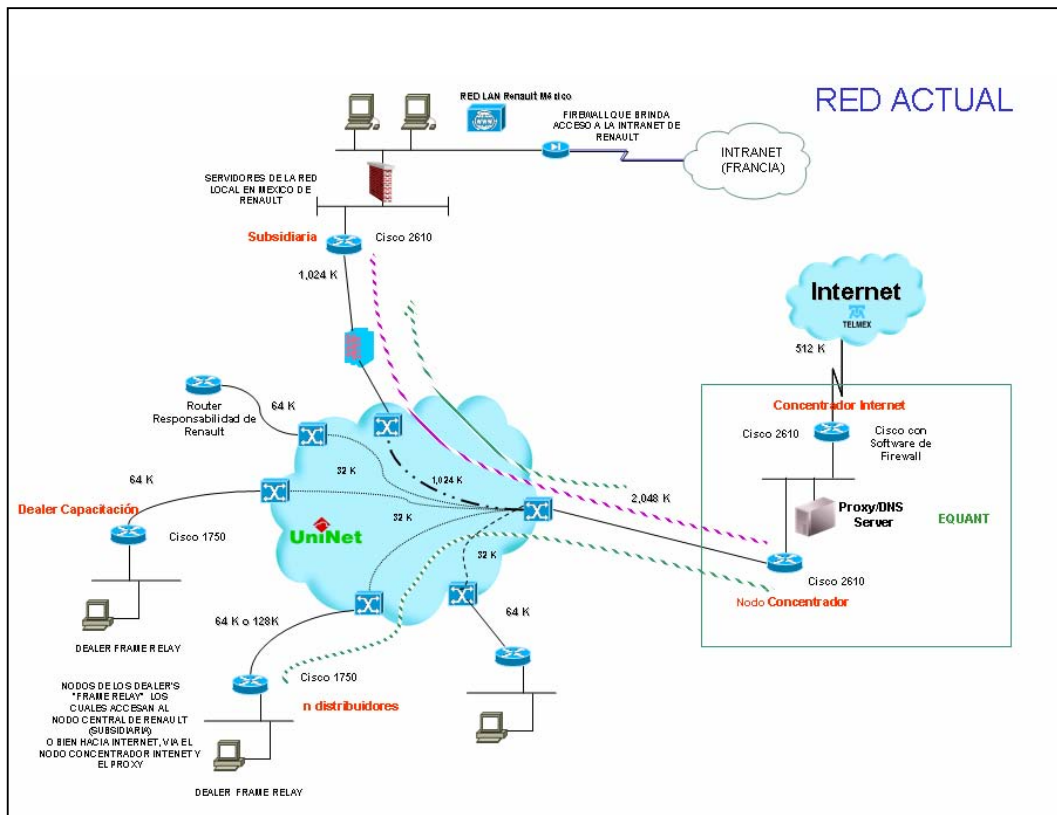 RED ACTUAL
RED LAN Renault México
FIREWALL QUE BRINDA
ACCESO A LA INTRANET DE
RENAULT
INTRANET
(FRANCIA)
SERVIDORES DE LA RED
LOCAL EN MEXICO DE
RENAULT
Subsidiaria
Cisco 2610
1,024 K
Internet
TELMEX
512 K
Router
Responsabilidad de
Renault
64 K
Concentrador Internet
Cisco 2610
Cisco con
Software de
Firewall
32 K
1,024 K
64 K
2,048 K
Dealer Capacitación
Proxy/DNS
Server
EQUANT
32 K
UniNet
Cisco 1750
32 K
Cisco 2610
Nodo Concentrador
64 K o 128K
64 K
DEALER FRAME RELAY
Cisco 1750
n distribuidores
NODOS DE LOS DEALER'S
"FRAME RELAY" LOS
CUALES ACCESAN AL
NODO CENTRAL DE RENAULT
(SUBSIDIARIA)
O BIEN HACIA INTERNET, VIA EL
NODO CONCENTRADOR INTENET Y
EL PROXY
DEALER FRAME RELAY